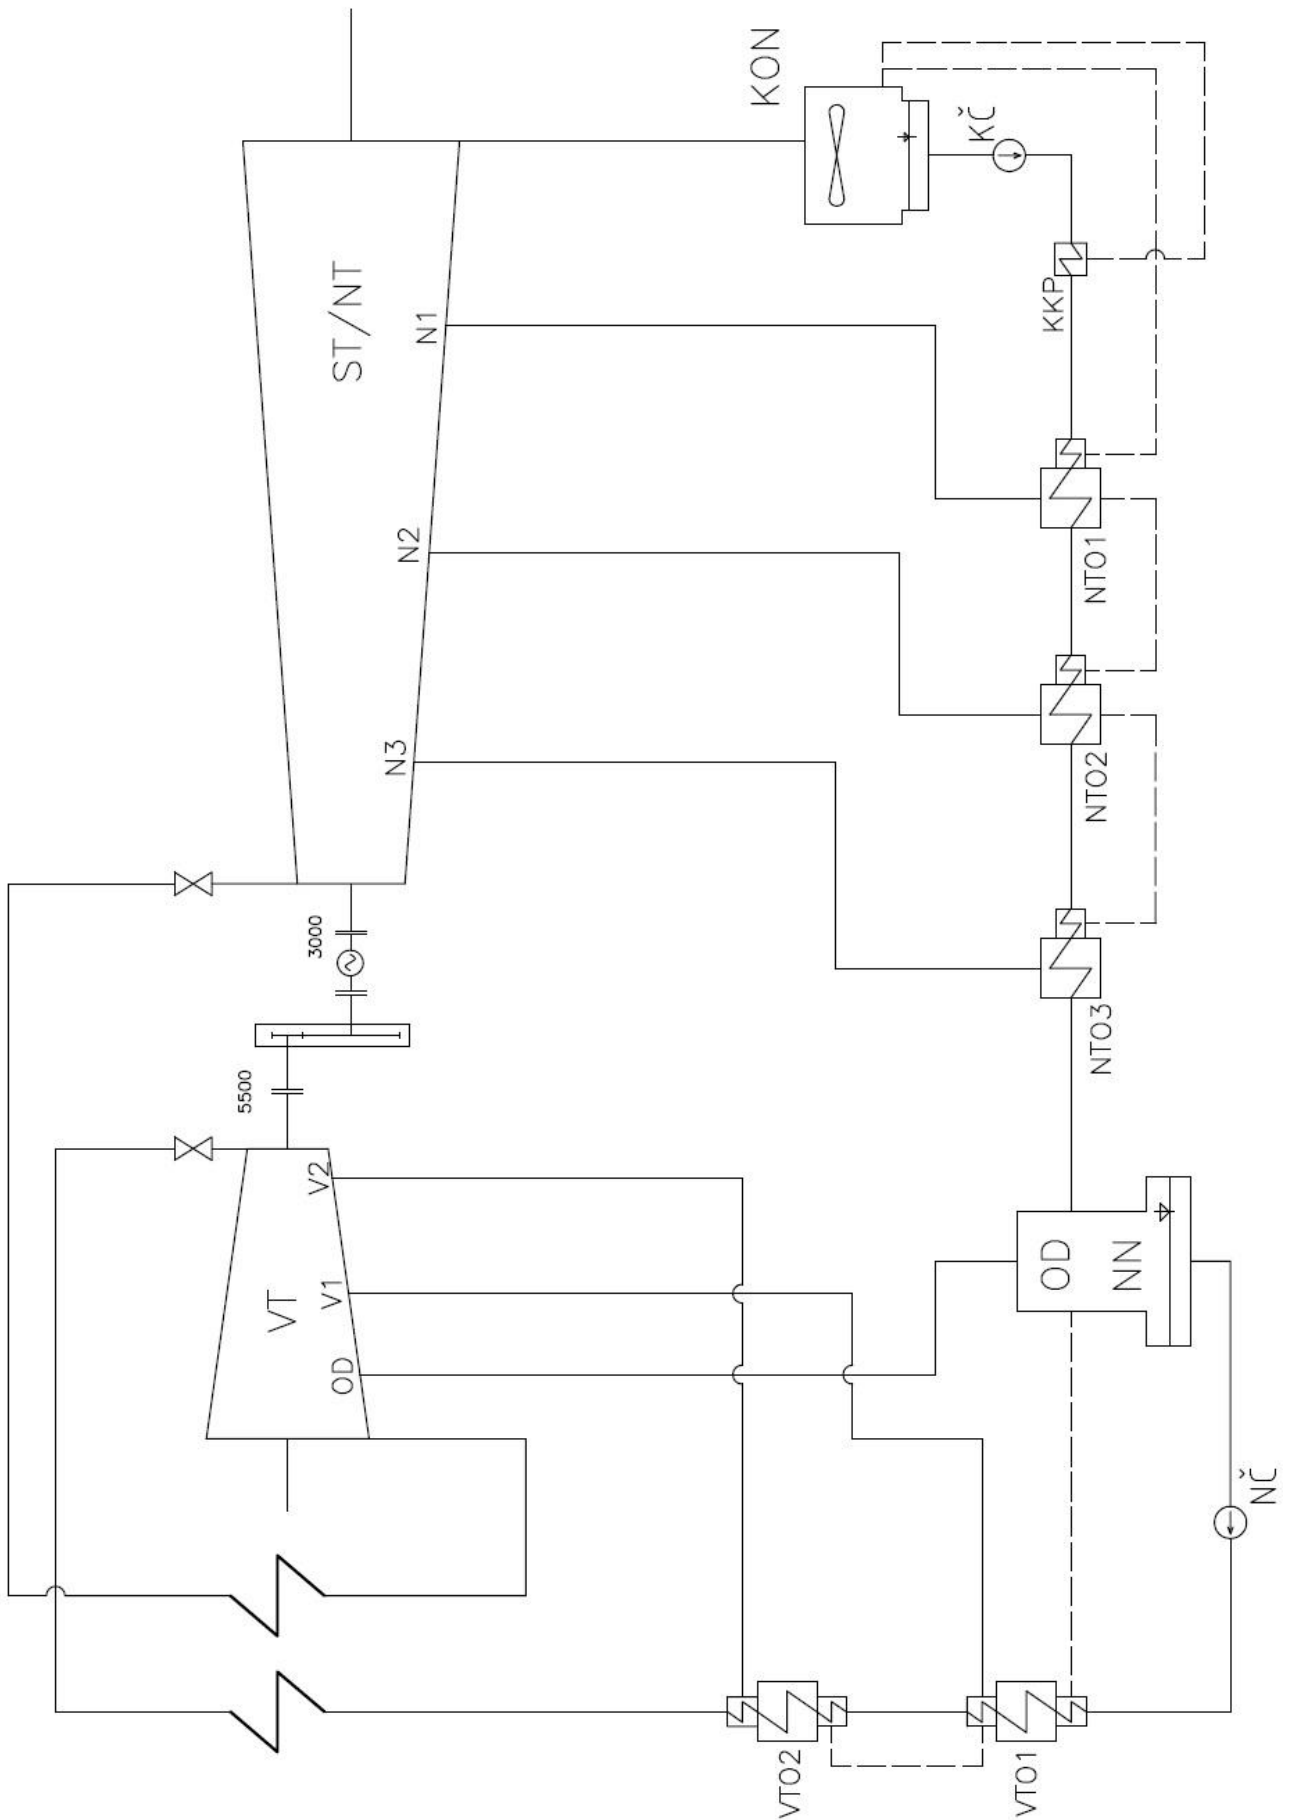 KON
KČ
KKP
ST/NT
N1
N2
N3
NTO1
NTO2
NTO3
3000
5500
VT
V2
V1
OD
OD
NN
NČ
VTO2
VTO1